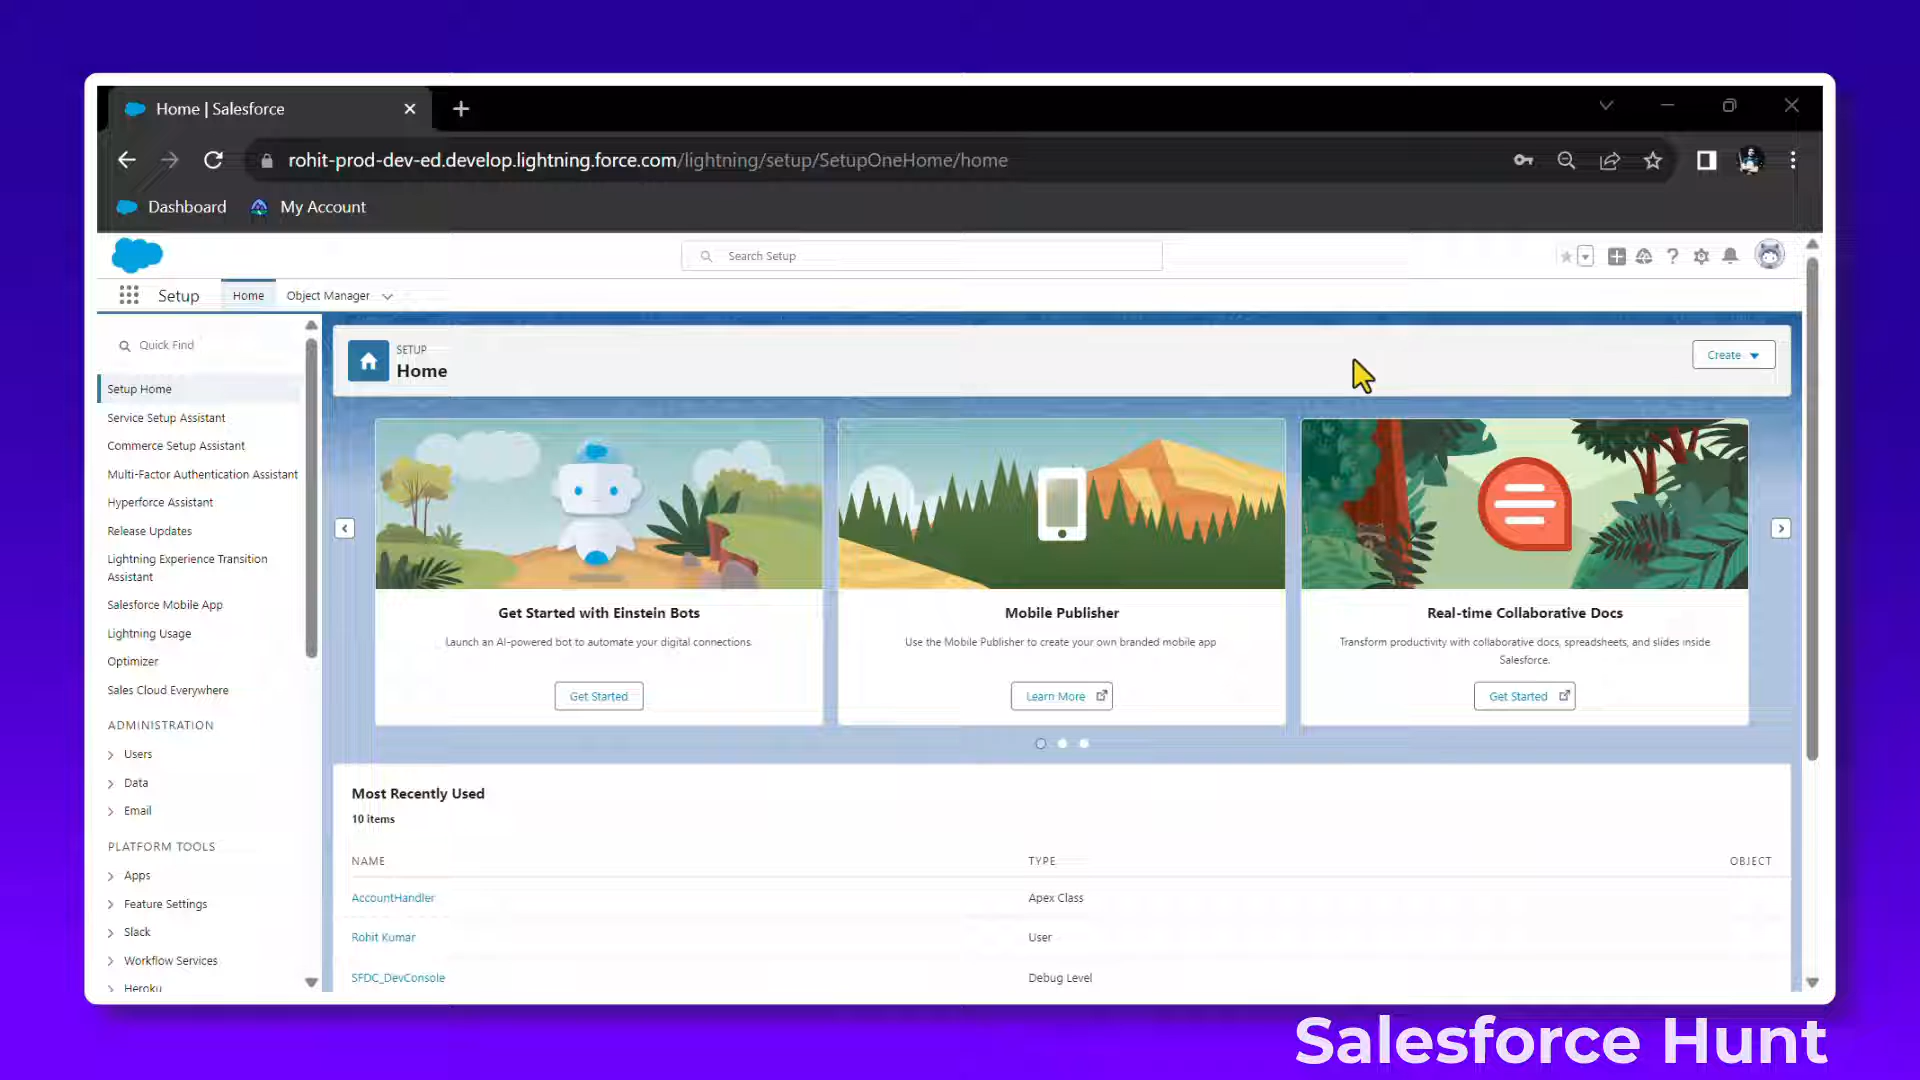 Home | Salesforce
rohit-prod-dev-ed.develop.lightning.force.com/lightning/setup/SetupOneHome/home
Dashboard My Account
Search Setup
Setup Home Object Manager
Quick Find
Setup Home
Service Setup Assistant
Commerce Setup Assistant
Multi-Factor Authentication Assistant
Hyperforce Assistant
Release Updates
Lightning Experience Transition
Assistant
Salesforce Mobile App
Lightning Usage
Optimizer
Sales Cloud Everywhere
ADMINISTRATION
Users
Data
Email
PLATFORM TOOLS
Apps
Feature Settings
Slack
Workflow Services
Heroku
SETUP
Home
Create
Get Started with Einstein Bots
Launch an AI-powered bot to automate your digital connections.
Get Started
Mobile Publisher
Use the Mobile Publisher to create your own branded mobile app
Learn More
Real-time Collaborative Docs
Transform productivity with collaborative docs, spreadsheets, and slides inside
Salesforce.
Get Started
Most Recently Used
10 items
NAME TYPE OBJECT
AccountHandler Apex Class
Rohit Kumar User
SFDC_DevConsole Debug Level
Salesforce Hunt